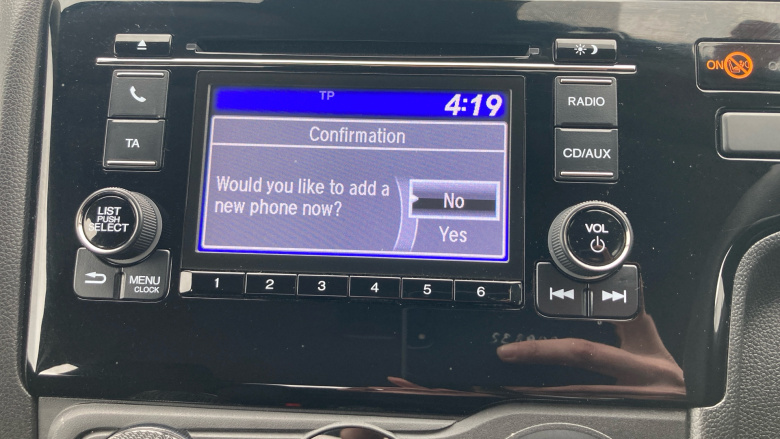 TP
4:19
Confirmation
Would you like to add a
new phone now?
No
Yes
TA
LIST
PUSH
SELECT
MENU
CLOCK
1 2 3 4 5 6
RADIO
CD/AUX
VOL
ON